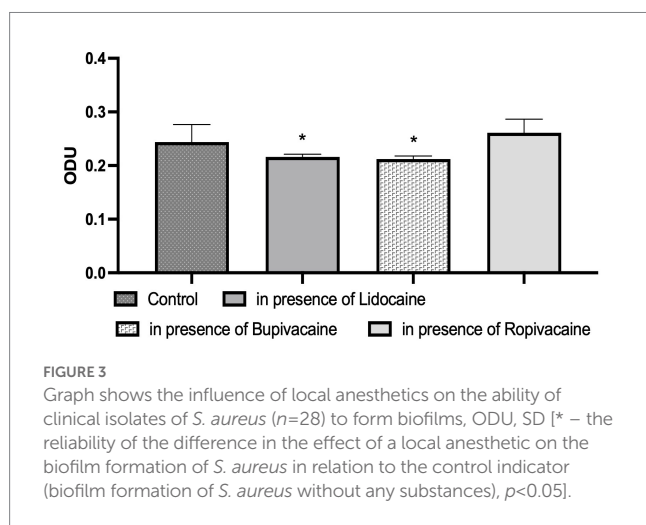 0.4
0.3
0.2
0.1
0.0
ODU
*
*
Control
in presence of Lidocaine
in presence of Bupivacaine
in presence of Ropivacaine
FIGURE 3
Graph shows the influence of local anesthetics on the ability of
clinical isolates of S. aureus (n=28) to form biofilms, ODU, SD [* – the
reliability of the difference in the effect of a local anesthetic on the
biofilm formation of S. aureus in relation to the control indicator
(biofilm formation of S. aureus without any substances), p<0.05].